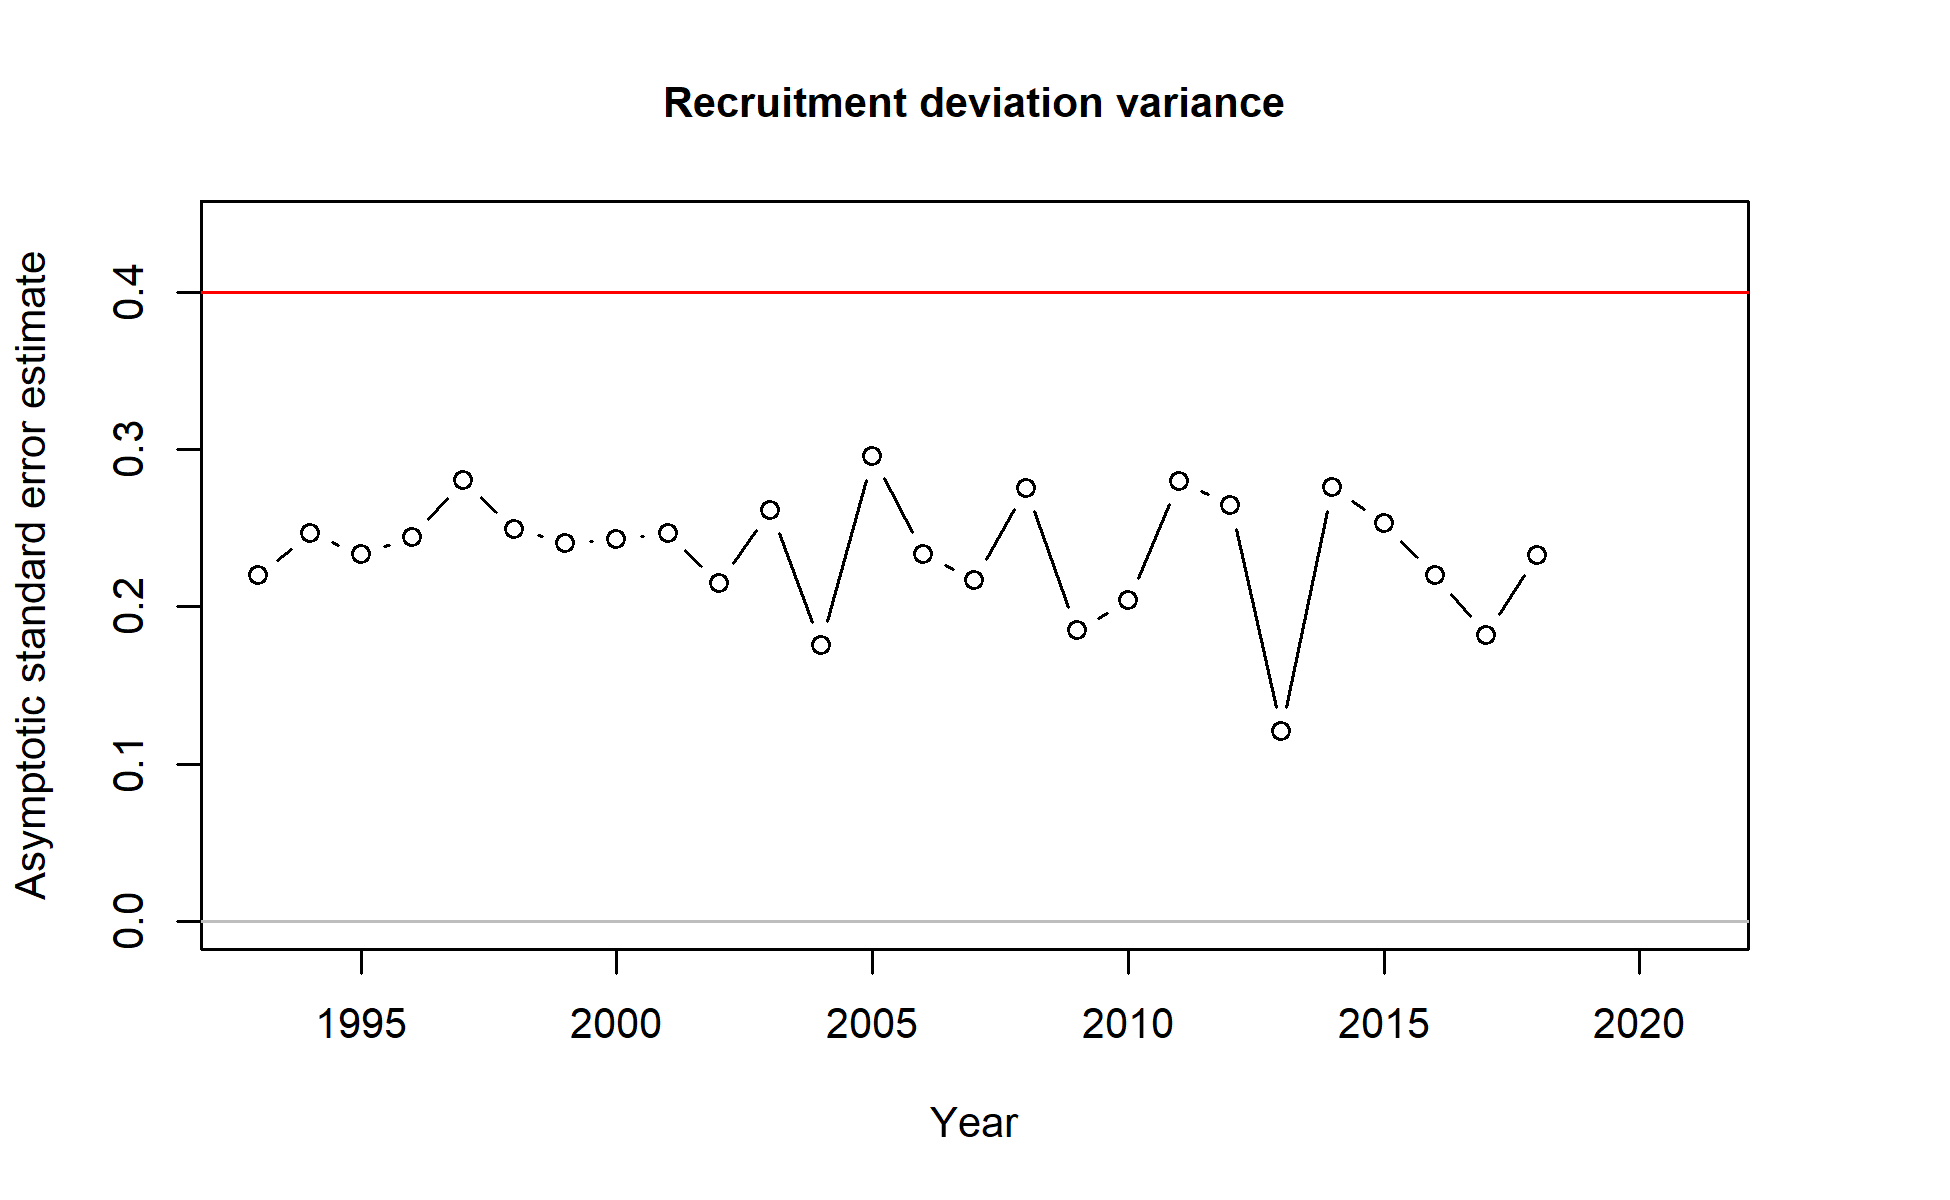 Recruitment deviation variance
Asymptotic standard error estimate
0.4
0.3
0.2
0.1
0.0
1995 2000 2005 2010 2015 2020
Year